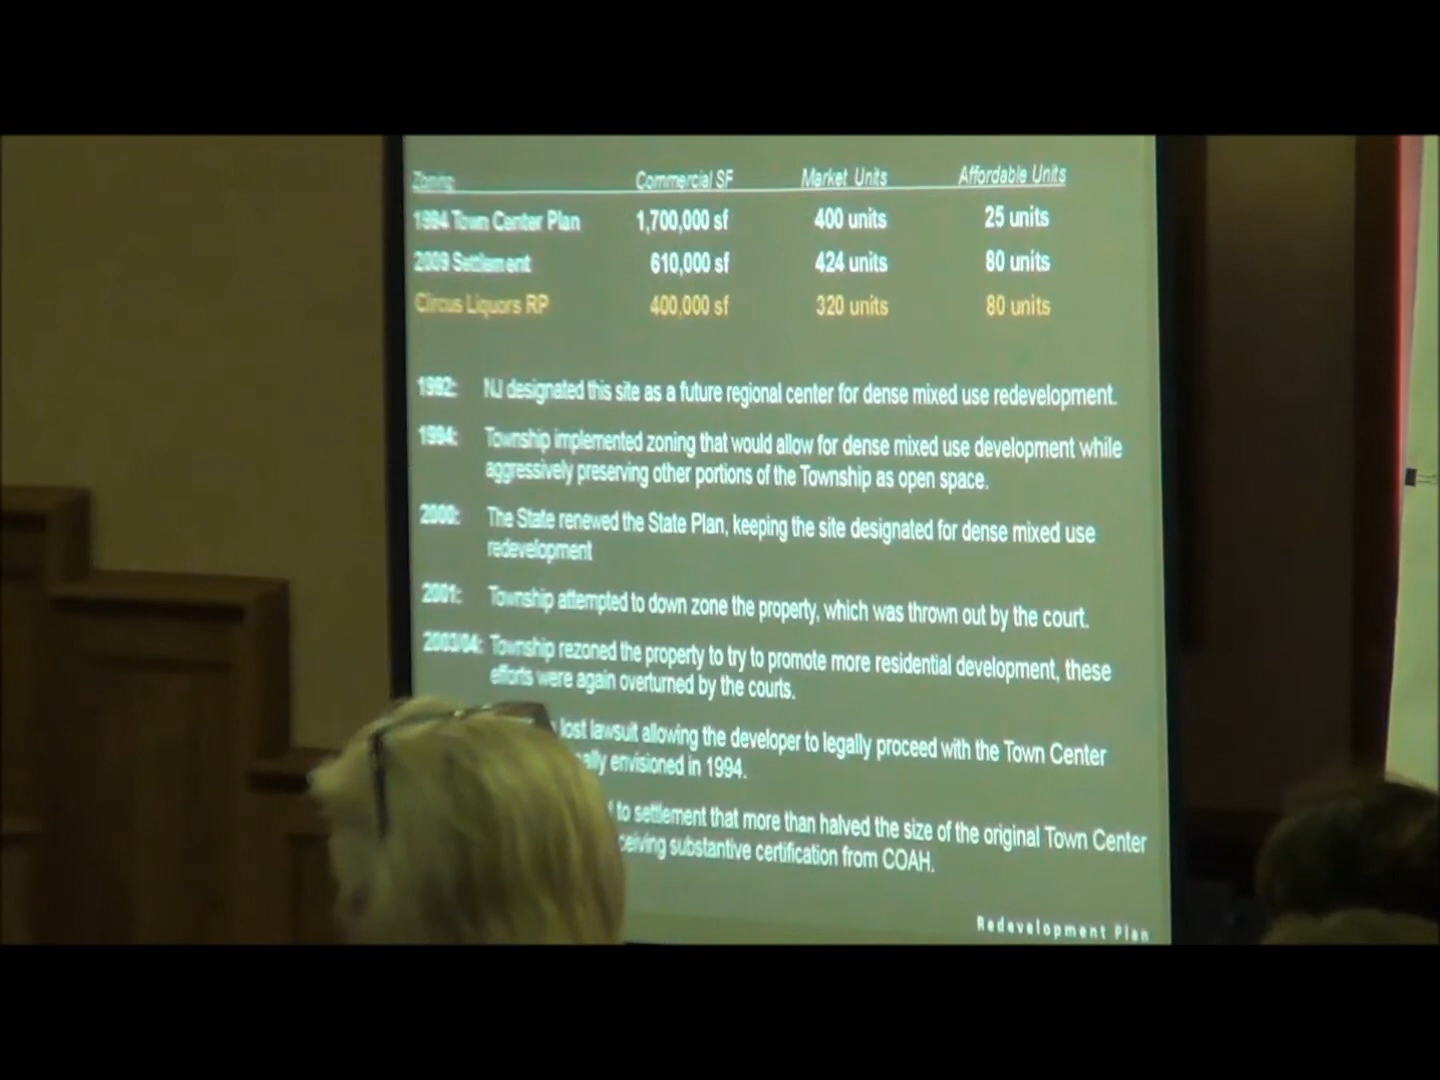 Zoning Commercial SF Market Units Affordable Units
1994 Town Center Plan 1,700,000 sf 400 units 25 units
2009 Settlement 610,000 sf 424 units 80 units
Circus Liquors RP 400,000 sf 320 units 80 units
1992: NJ designated this site as a future regional center for dense mixed use redevelopment.
1994: Township implemented zoning that would allow for dense mixed use development while
aggressively preserving other portions of the Township as open space.
2000: The State renewed the State Plan, keeping the site designated for dense mixed use
redevelopment
2001: Township attempted to down zone the property, which was thrown out by the court.
2003/04: Township rezoned the property to try to promote more residential development, these
efforts were again overturned by the courts.
lost lawsuit allowing the developer to legally proceed with the Town Center
envisioned in 1994.
to settlement that more than halved the size of the original Town Center
substantive certification from COAH.
Redevelopment Plan